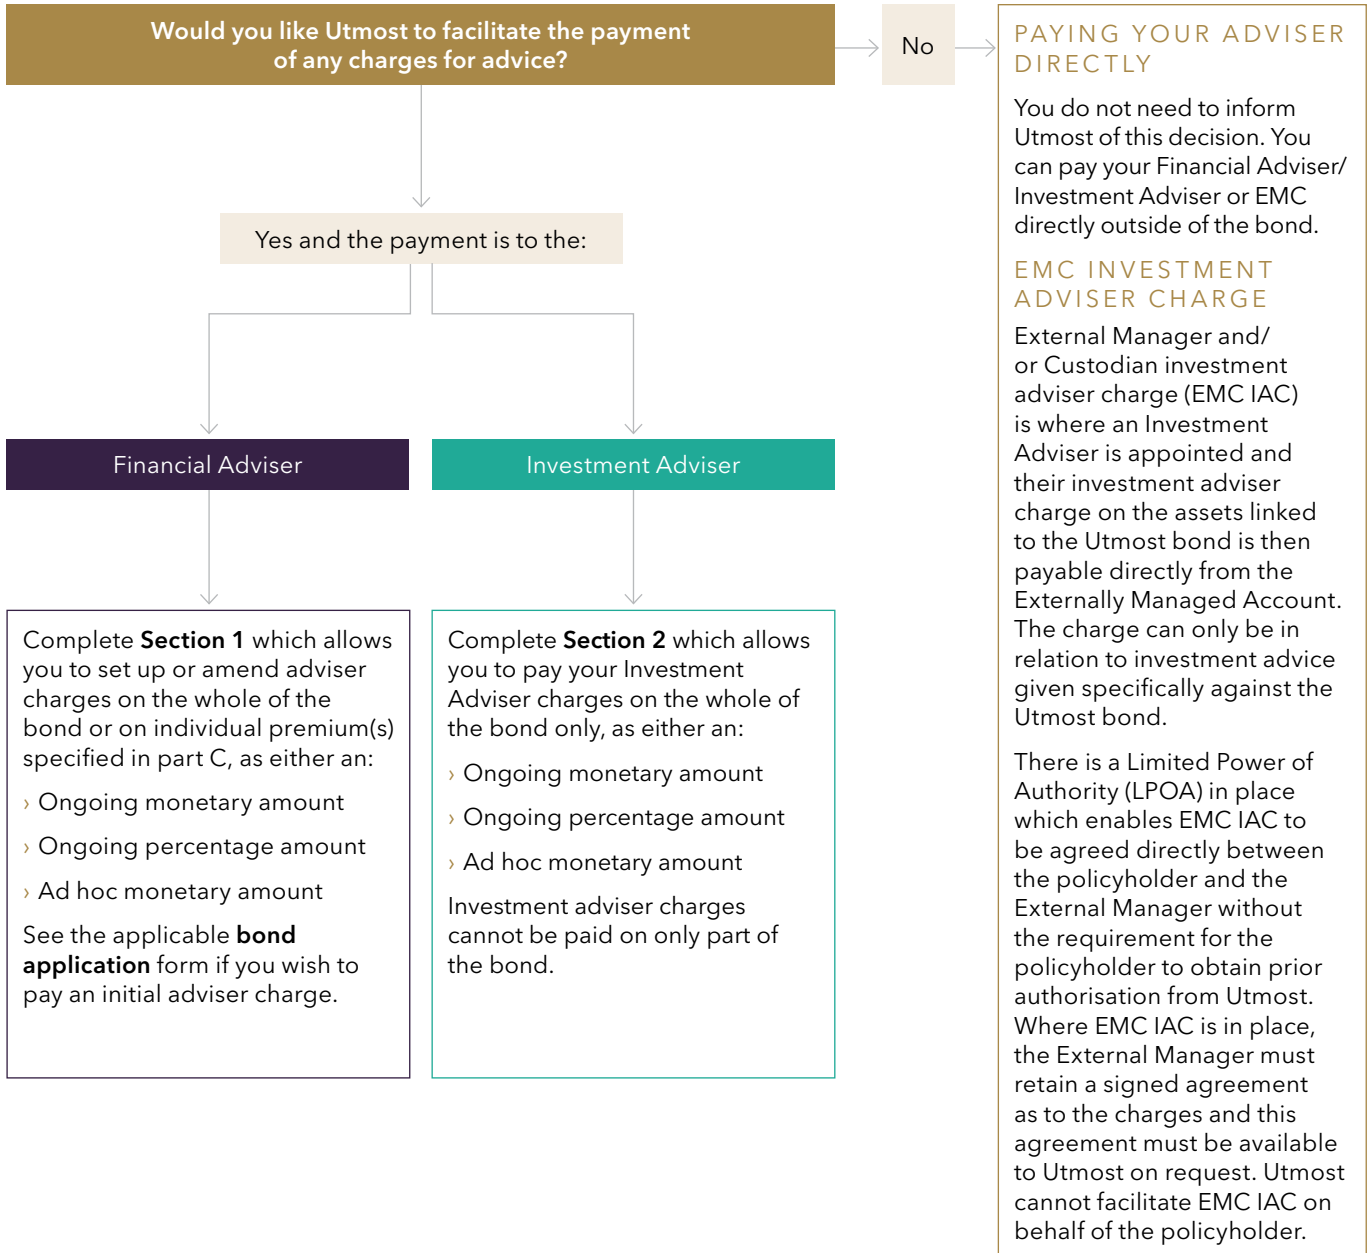 Would you like Utmost to facilitate the payment
of any charges for advice?
No
Yes and the payment is to the:
Financial Adviser
Investment Adviser
Complete Section 1 which allows
you to set up or amend adviser
charges on the whole of the
bond or on individual premium(s)
specified in part C, as either an:
› Ongoing monetary amount
› Ongoing percentage amount
› Ad hoc monetary amount
See the applicable bond
application form if you wish to
pay an initial adviser charge.
Complete Section 2 which allows
you to pay your Investment
Adviser charges on the whole of
the bond only, as either an:
› Ongoing monetary amount
› Ongoing percentage amount
› Ad hoc monetary amount
Investment adviser charges
cannot be paid on only part of
the bond.
PAYING YOUR ADVISER
DIRECTLY
You do not need to inform
Utmost of this decision. You
can pay your Financial Adviser/
Investment Adviser or EMC
directly outside of the bond.
EMC INVESTMENT
ADVISER CHARGE
External Manager and/
or Custodian investment
adviser charge (EMC IAC)
is where an Investment
Adviser is appointed and
their investment adviser
charge on the assets linked
to the Utmost bond is then
payable directly from the
Externally Managed Account.
The charge can only be in
relation to investment advice
given specifically against the
Utmost bond.
There is a Limited Power of
Authority (LPOA) in place
which enables EMC IAC to
be agreed directly between
the policyholder and the
External Manager without
the requirement for the
policyholder to obtain prior
authorisation from Utmost.
Where EMC IAC is in place,
the External Manager must
retain a signed agreement
as to the charges and this
agreement must be available
to Utmost on request. Utmost
cannot facilitate EMC IAC on
behalf of the policyholder.